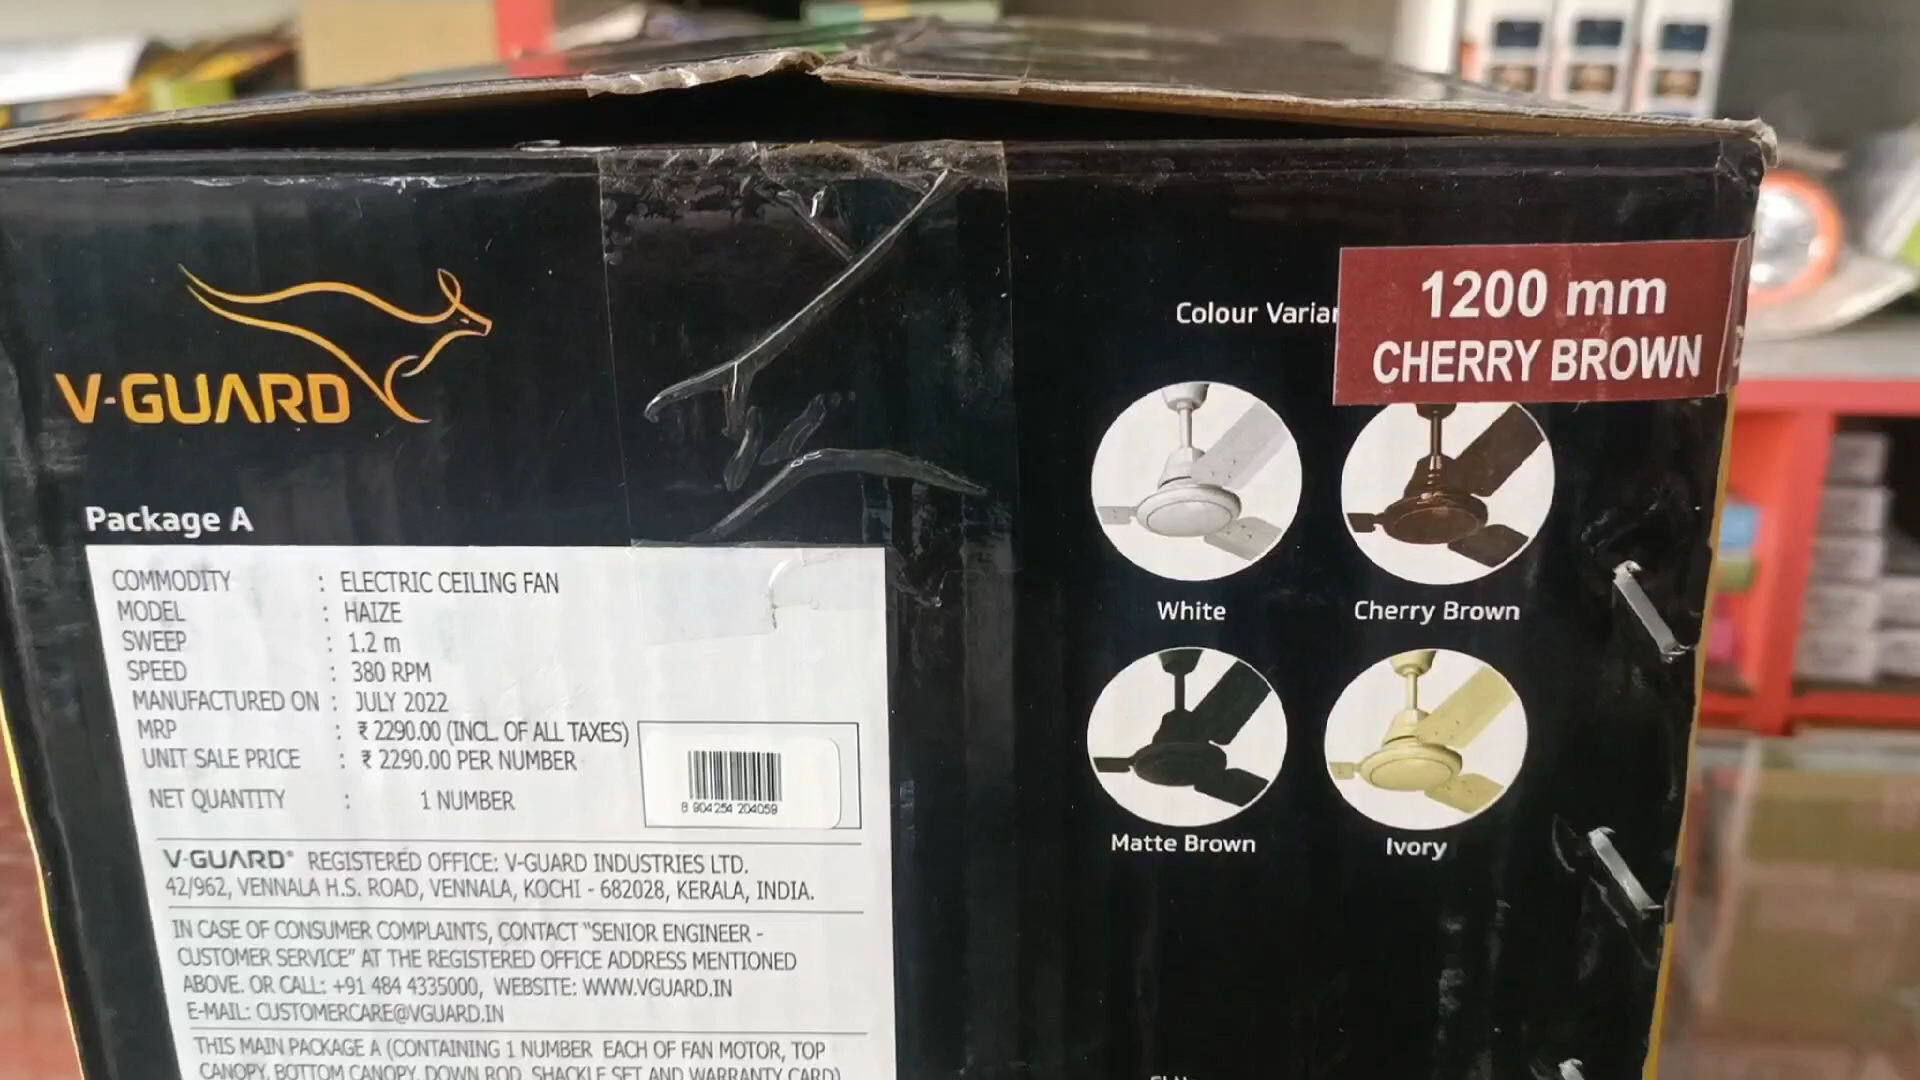 V-GUARD
Package A
COMMODITY : ELECTRIC CEILING FAN
MODEL : HAIZE
SWEEP : 1.2 m
SPEED : 380 RPM
MANUFACTURED ON : JULY 2022
MRP : ₹ 2290.00 (INCL. OF ALL TAXES)
UNIT SALE PRICE : ₹ 2290.00 PER NUMBER
NET QUANTITY : 1 NUMBER
8 904254 204059
V-GUARD® REGISTERED OFFICE: V-GUARD INDUSTRIES LTD.
42/962, VENNALA H.S. ROAD, VENNALA, KOCHI - 682028, KERALA, INDIA.
IN CASE OF CONSUMER COMPLAINTS, CONTACT "SENIOR ENGINEER -
CUSTOMER SERVICE" AT THE REGISTERED OFFICE ADDRESS MENTIONED
ABOVE. OR CALL: +91 484 4335000, WEBSITE: WWW.VGUARD.IN
E-MAIL: CUSTOMERCARE@VGUARD.IN
THIS MAIN PACKAGE A (CONTAINING 1 NUMBER EACH OF FAN MOTOR, TOP
CANOPY, BOTTOM CANOPY, DOWN ROD, SHACKLE SET AND WARRANTY CARD)
Colour Varian
1200 mm
CHERRY BROWN
White
Cherry Brown
Matte Brown
Ivory